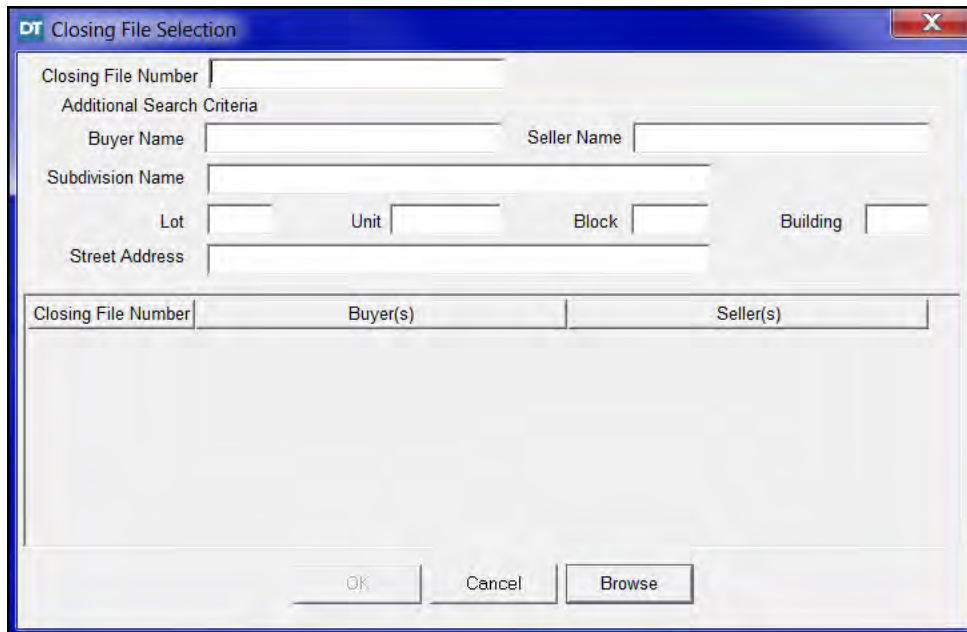 DT Closing File Selection X
Closing File Number
Additional Search Criteria
Buyer Name Seller Name
Subdivision Name
Lot Unit Block Building
Street Address
Closing File Number Buyer(s) Seller(s)
OK Cancel Browse